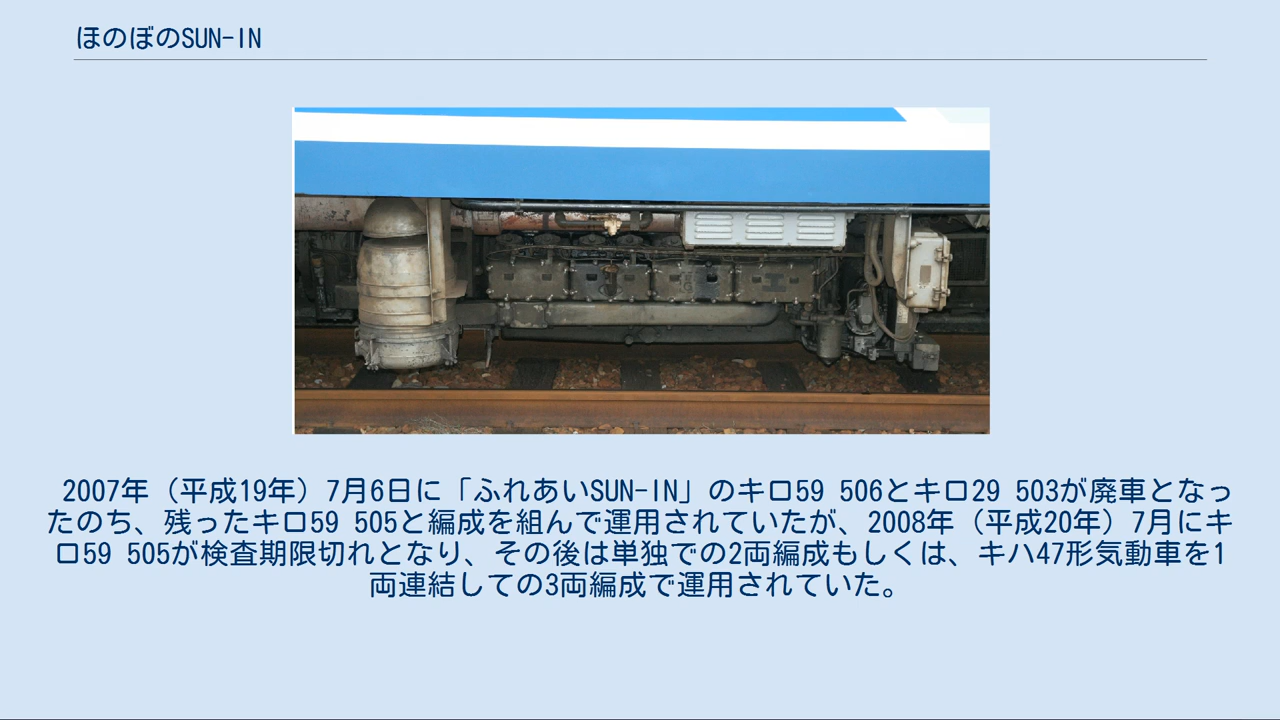 ほのぼのSUN-IN
2007年（平成19年）7月6日に「ふれあいSUN-IN」のキロ59 506とキロ29 503が廃車となっ
たのち、残ったキロ59 505と編成を組んで運用されていたが、2008年（平成20年）7月にキ
ロ59 505が検査期限切れとなり、その後は単独での2両編成もしくは、キハ47形気動車を1
両連結しての3両編成で運用されていた。